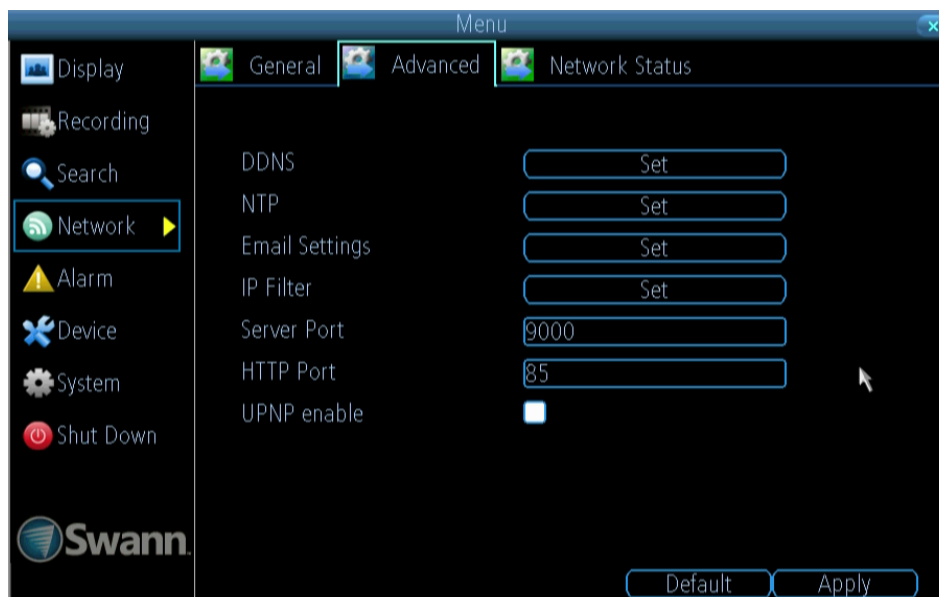 Menu
Display
Recording
Search
Network
Alarm
Device
System
Shut Down
Swann
General Advanced Network Status
DDNS Set
NTP Set
Email Settings Set
IP Filter Set
Server Port 9000
HTTP Port 85
UPNP enable
Default Apply